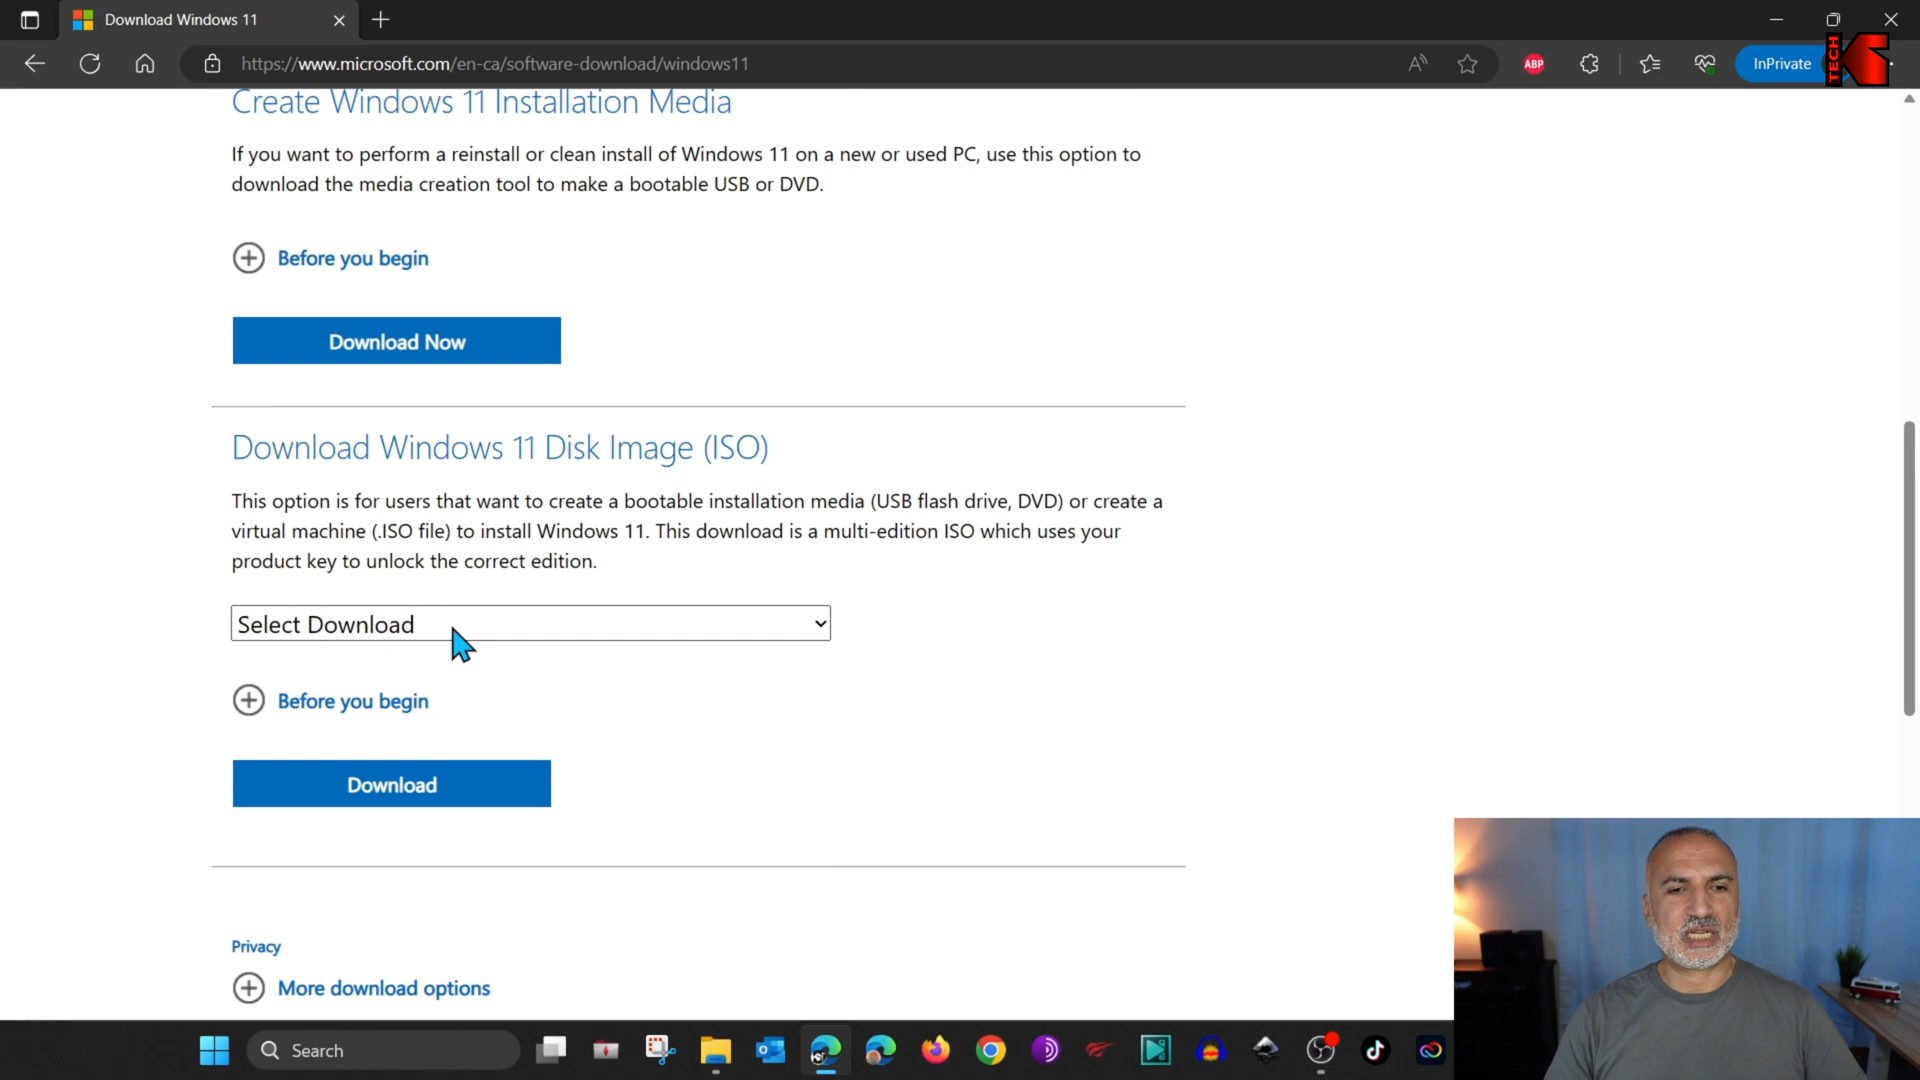 Download Windows 11
https://www.microsoft.com/en-ca/software-download/windows11
ABP
InPrivate
TECH
KS
Create Windows 11 Installation Media
If you want to perform a reinstall or clean install of Windows 11 on a new or used PC, use this option to
download the media creation tool to make a bootable USB or DVD.
Before you begin
Download Now
Download Windows 11 Disk Image (ISO)
This option is for users that want to create a bootable installation media (USB flash drive, DVD) or create a
virtual machine (.ISO file) to install Windows 11. This download is a multi-edition ISO which uses your
product key to unlock the correct edition.
Select Download
Before you begin
Download
Privacy
More download options
Search